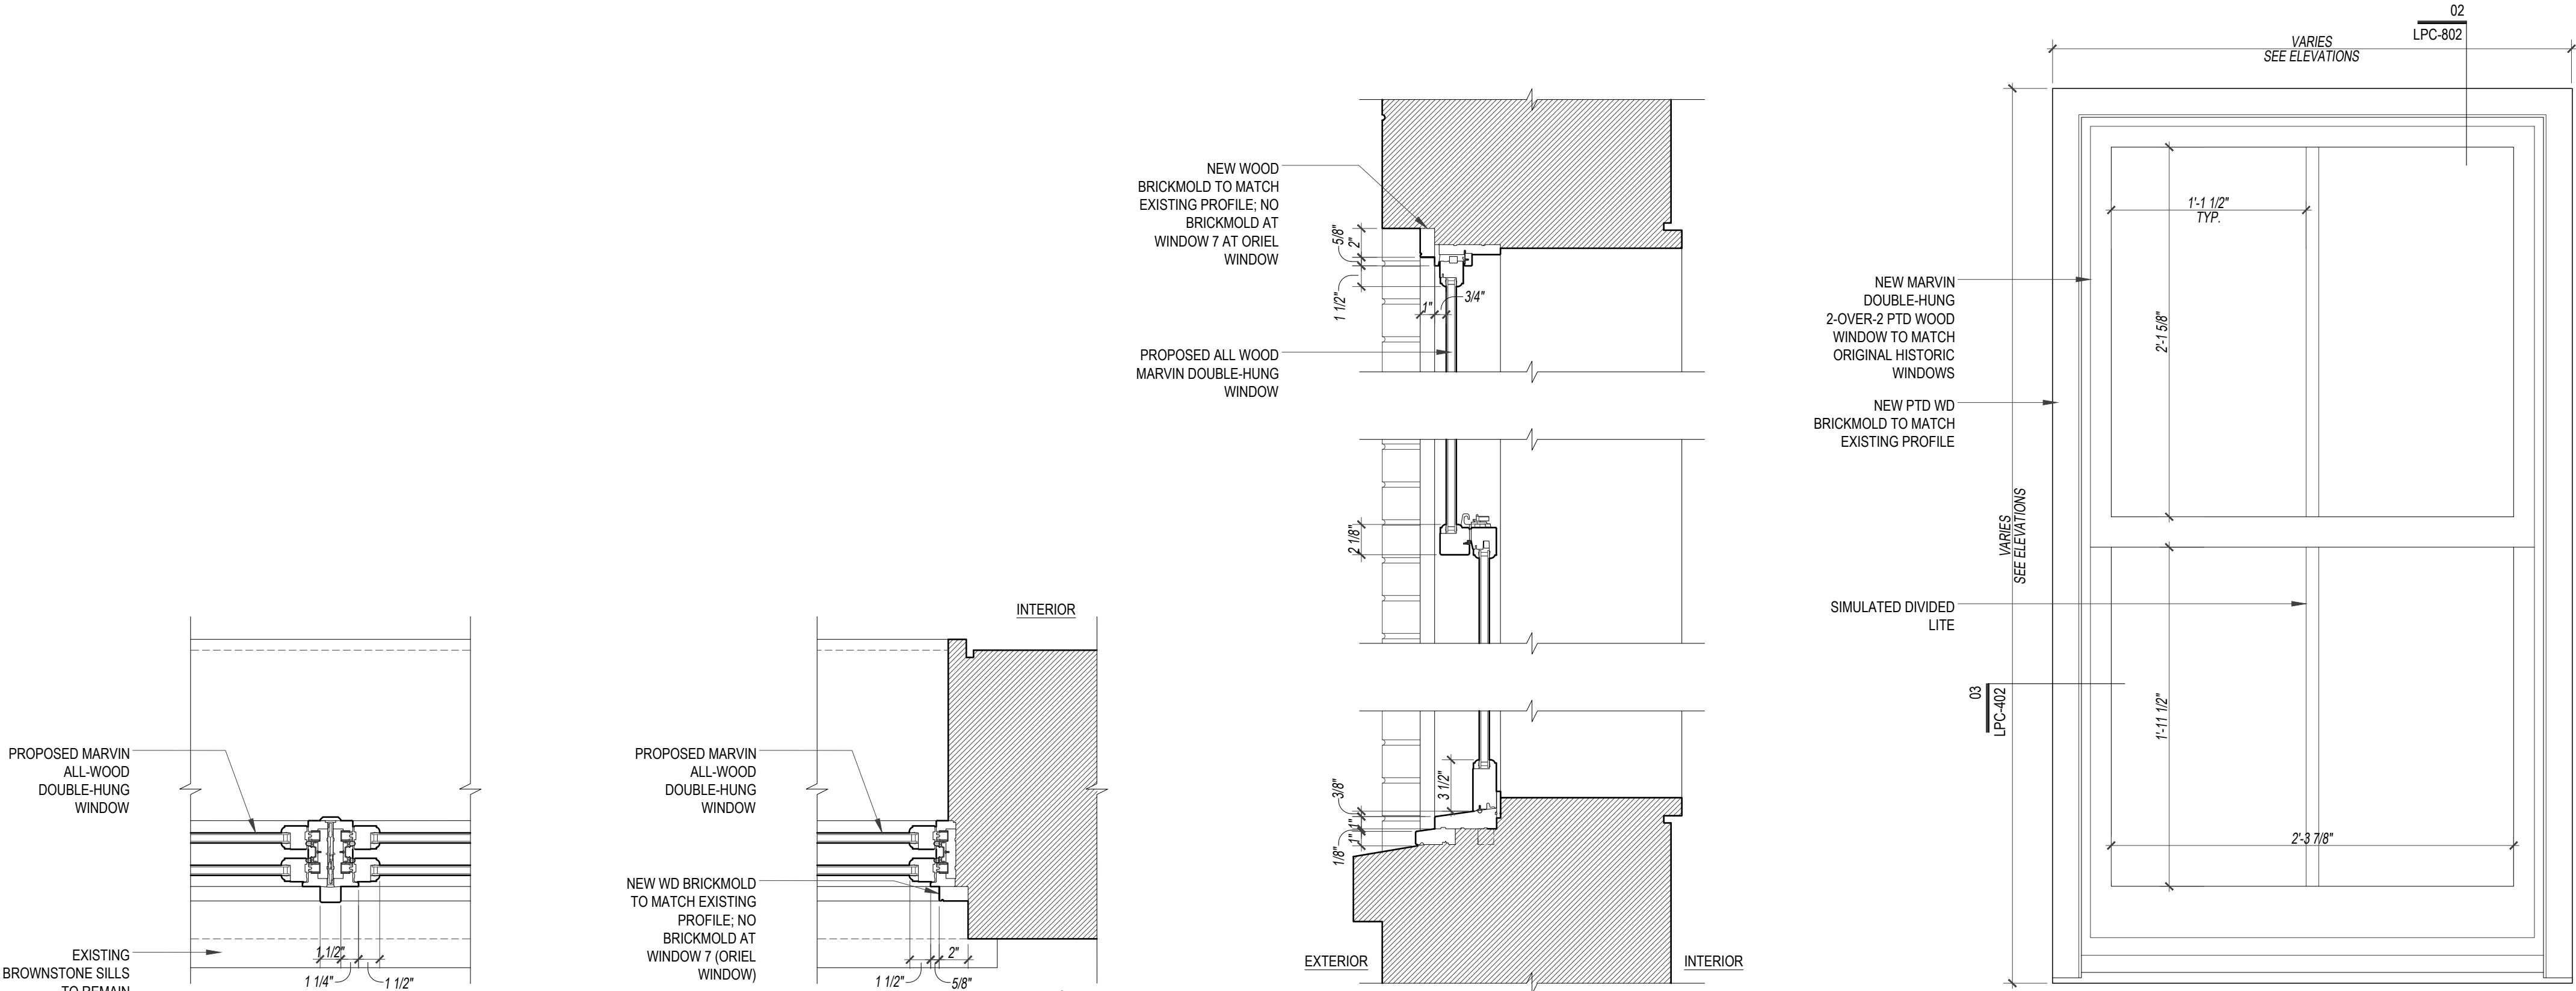 PROPOSED MARVIN
ALL-WOOD
DOUBLE-HUNG
WINDOW
EXISTING
BROWNSTONE SILLS
TO REMAIN
1 1/2"
1 1/4"
1 1/2"
INTERIOR
PROPOSED MARVIN
ALL-WOOD
DOUBLE-HUNG
WINDOW
NEW WD BRICKMOLD
TO MATCH EXISTING
PROFILE; NO
BRICKMOLD AT
WINDOW 7 (ORIEL
WINDOW)
2"
1 1/2"
5/8"
NEW WOOD
BRICKMOLD TO MATCH
EXISTING PROFILE; NO
BRICKMOLD AT
WINDOW 7 AT ORIEL
WINDOW
5/8"
2"
1 1/2"
1"
3/4"
PROPOSED ALL WOOD
MARVIN DOUBLE-HUNG
WINDOW
2 1/8"
3 1/2"
3/8"
1"
1"
1/8"
EXTERIOR
INTERIOR
02
LPC-802
VARIES
SEE ELEVATIONS
1'-1 1/2"
TYP.
2'-1 5/8"
NEW MARVIN
DOUBLE-HUNG
2-OVER-2 PTD WOOD
WINDOW TO MATCH
ORIGINAL HISTORIC
WINDOWS
NEW PTD WD
BRICKMOLD TO MATCH
EXISTING PROFILE
VARIES
SEE ELEVATIONS
SIMULATED DIVIDED
LITE
03
LPC-402
1'-11 1/2"
2'-3 7/8"